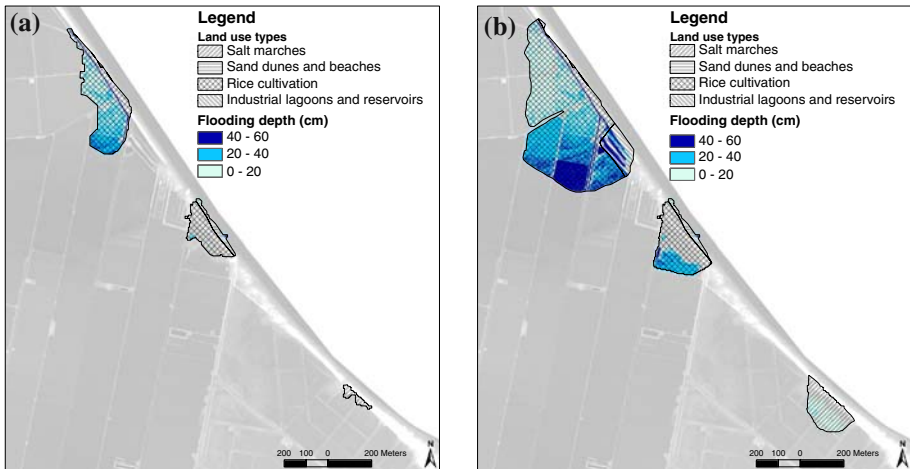 (a)
Legend
Land use types
Salt marches
Sand dunes and beaches
Rice cultivation
Industrial lagoons and reservoirs
Flooding depth (cm)
40 - 60
20 - 40
0 - 20
N
200 100 0 200 Meters
(b)
Legend
Land use types
Salt marches
Sand dunes and beaches
Rice cultivation
Industrial lagoons and reservoirs
Flooding depth (cm)
40 - 60
20 - 40
0 - 20
N
200 100 0 200 Meters